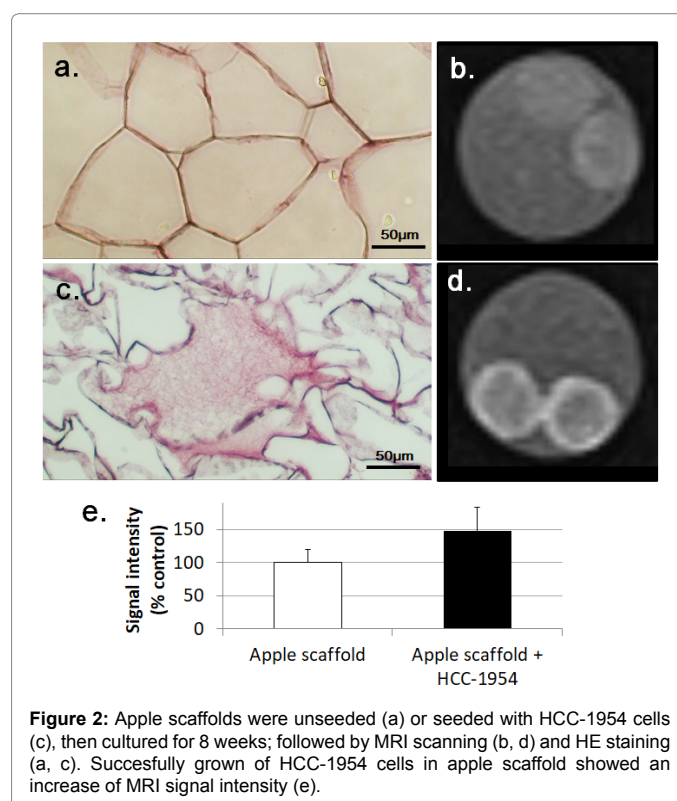 a.
50µm
b.
c.
50µm
d.
e.
Signal intensity
(% control)
150
100
50
0
Apple scaffold
Apple scaffold +
HCC-1954
Figure 2: Apple scaffolds were unseeded (a) or seeded with HCC-1954 cells
(c), then cultured for 8 weeks; followed by MRI scanning (b, d) and HE staining
(a, c). Succesfully grown of HCC-1954 cells in apple scaffold showed an
increase of MRI signal intensity (e).